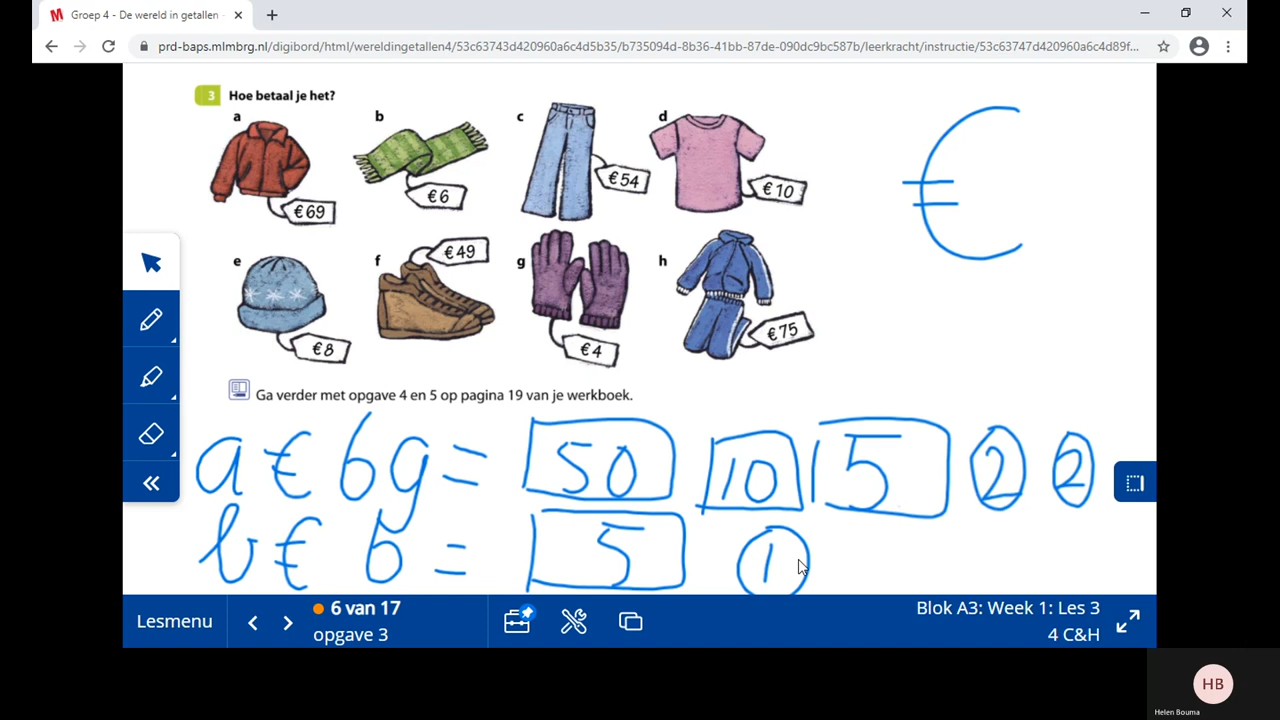 Groep 4 - De wereld in getallen -
prd-baps.mlmbrg.nl/digibord/html/wereldingetallen4/53c63743d420960a6c4d5b35/b735094d-8b36-41bb-87de-090dc9bc587b/leerkracht/instructie/53c63747d420960a6c4d89f...
3 Hoe betaal je het?
a b c d
€69 €6 €54 €10
€
e f g h
€8 €49 €4 €75
Ga verder met opgave 4 en 5 op pagina 19 van je werkboek.
a € 69 = 50 10 5 2 2
b € 6 = 5 1
Lesmenu
6 van 17
opgave 3
Blok A3: Week 1: Les 3
4 C&H
HB
Helen Bouma